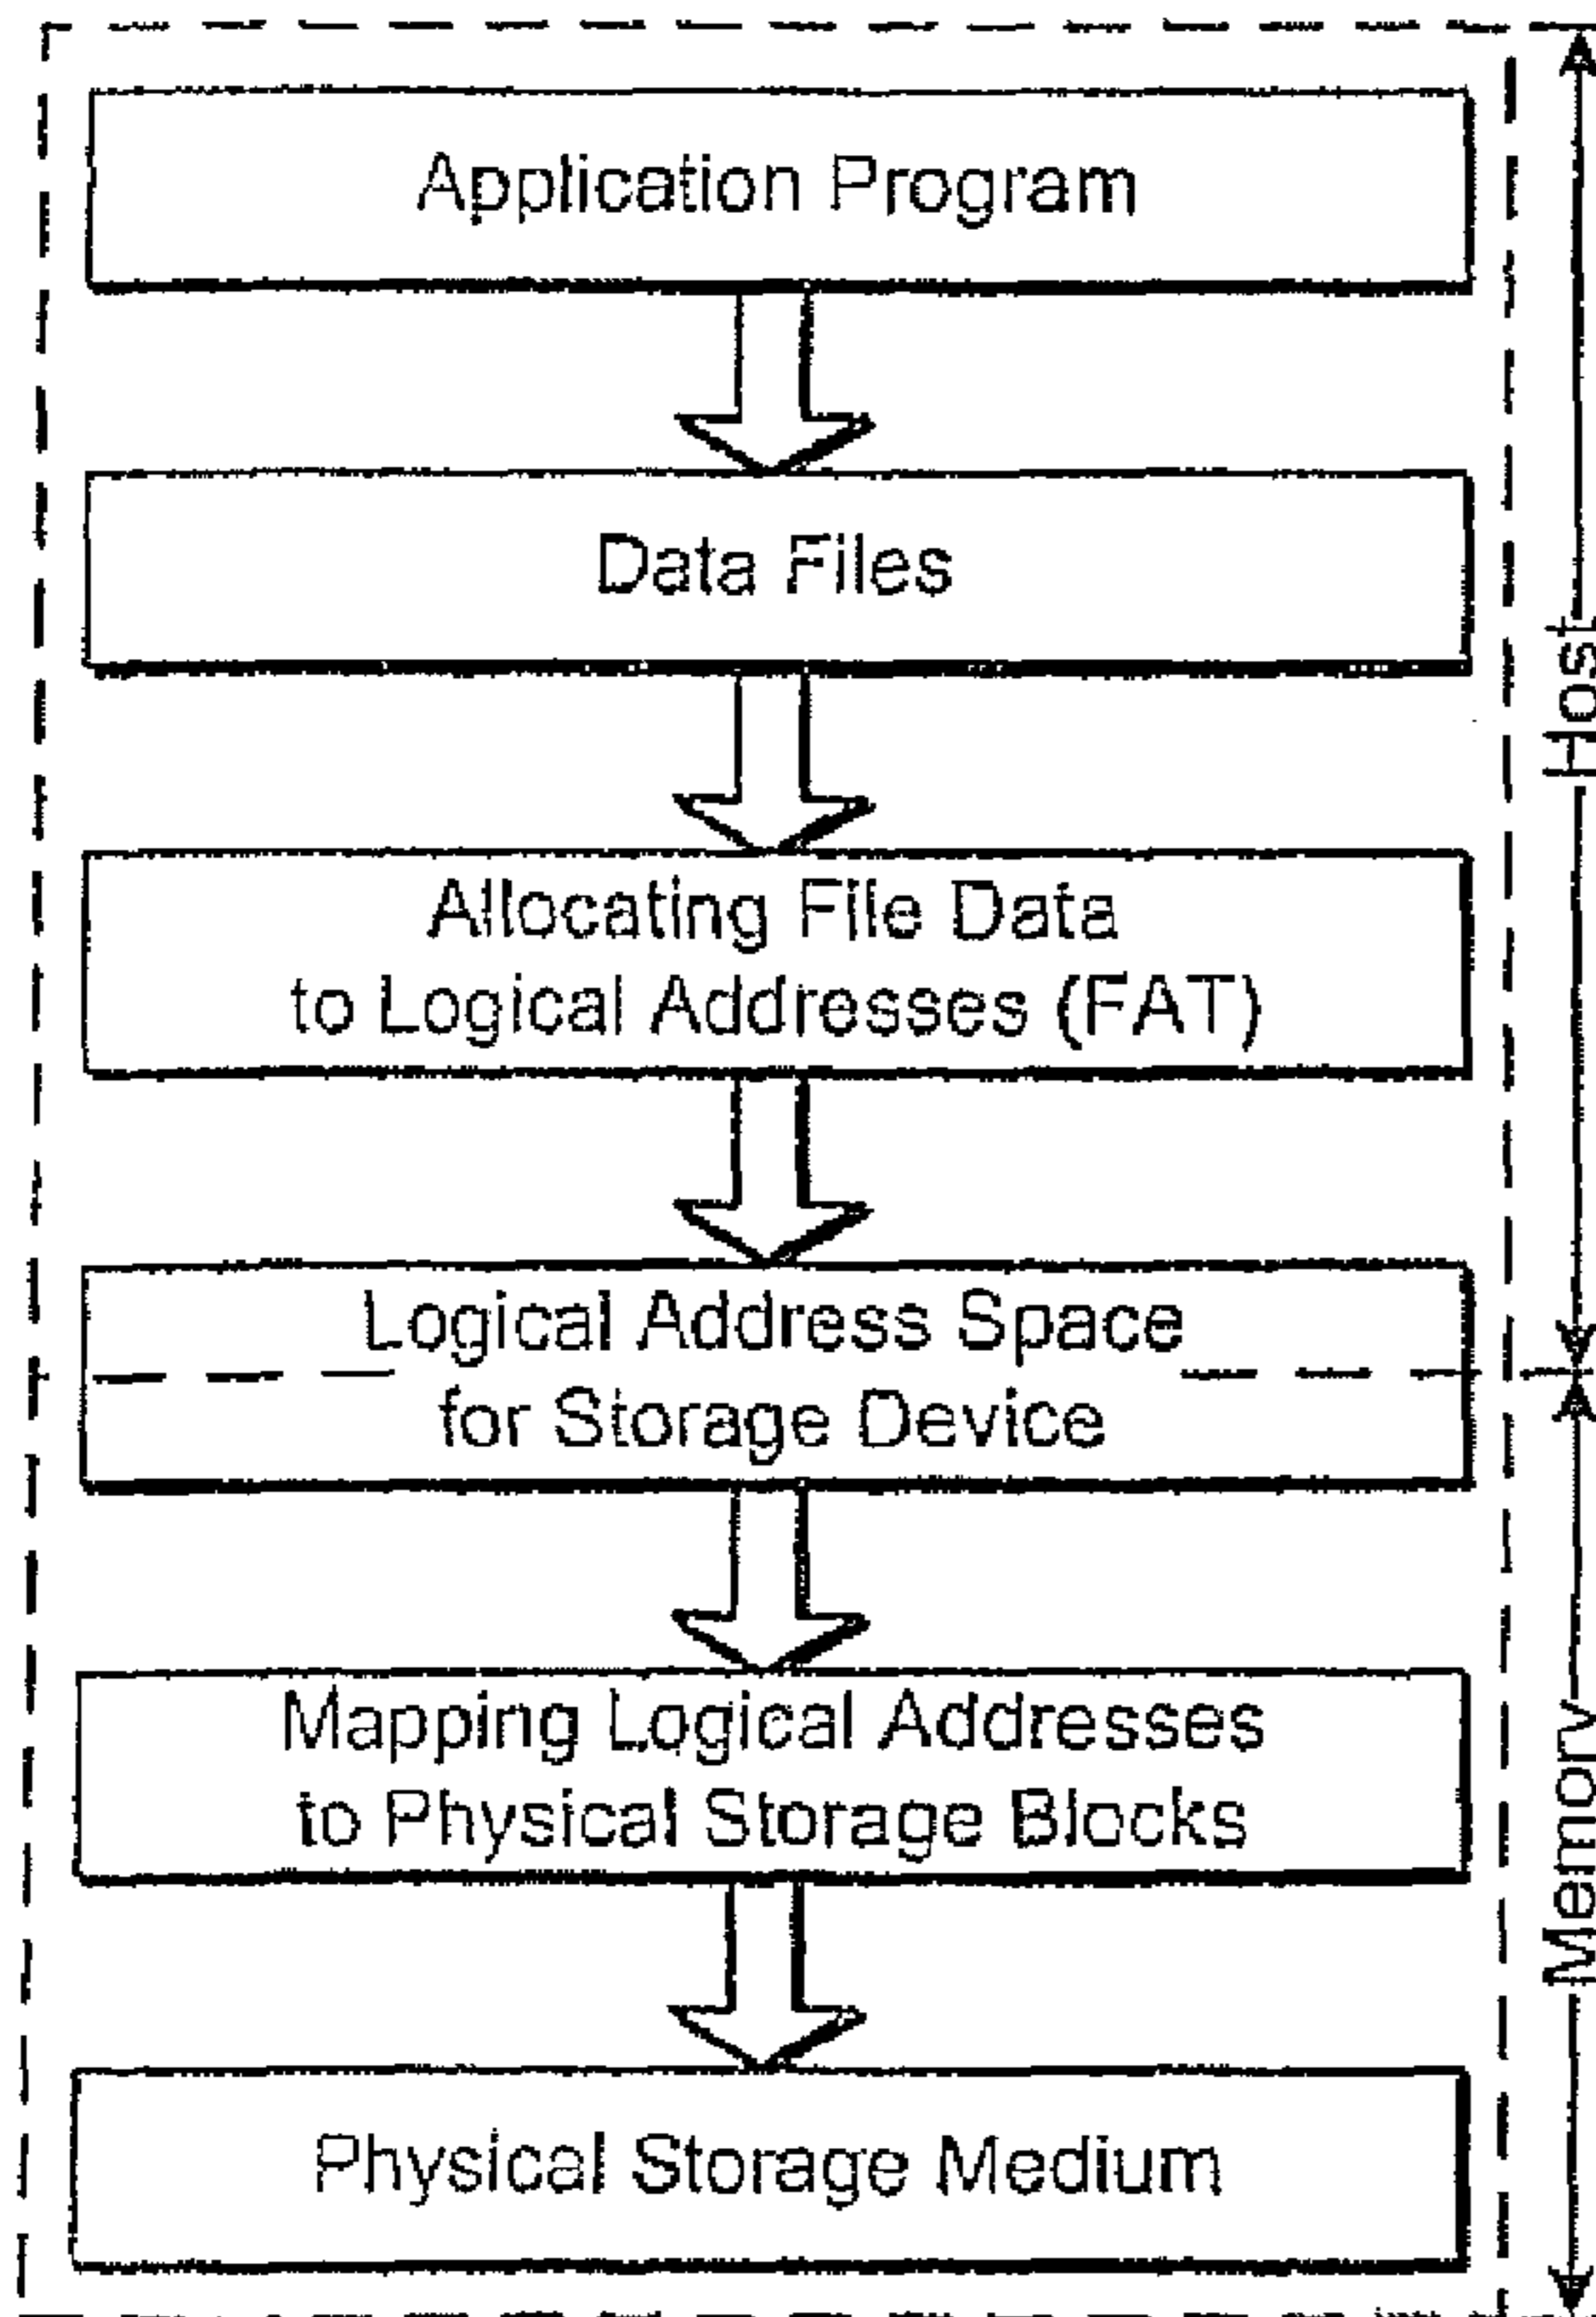 Application Program
Data Files
Allocating File Data
to Logical Addresses (FAT)
Logical Address Space
for Storage Device
Mapping Logical Addresses
to Physical Storage Blocks
Physical Storage Medium
Host
Memory